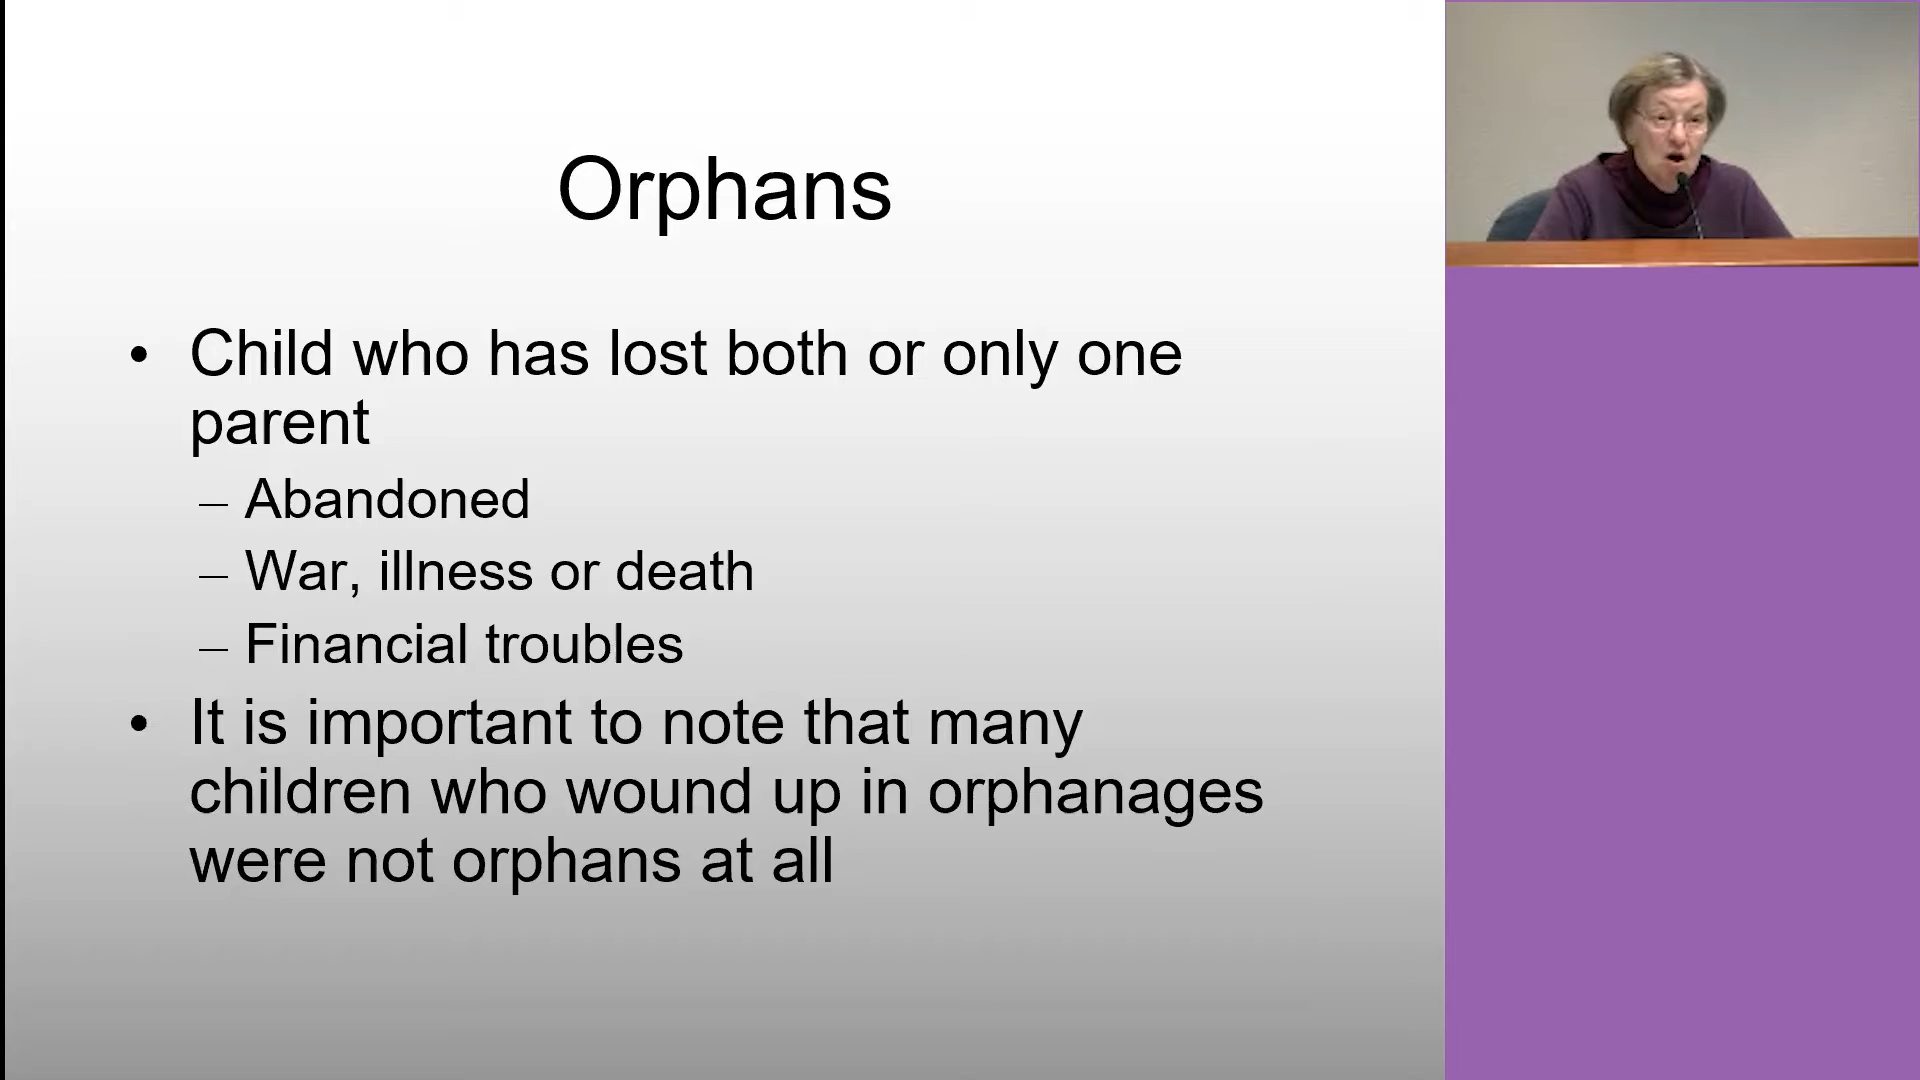 Orphans
• Child who has lost both or only one
parent
– Abandoned
– War, illness or death
– Financial troubles
• It is important to note that many
children who wound up in orphanages
were not orphans at all